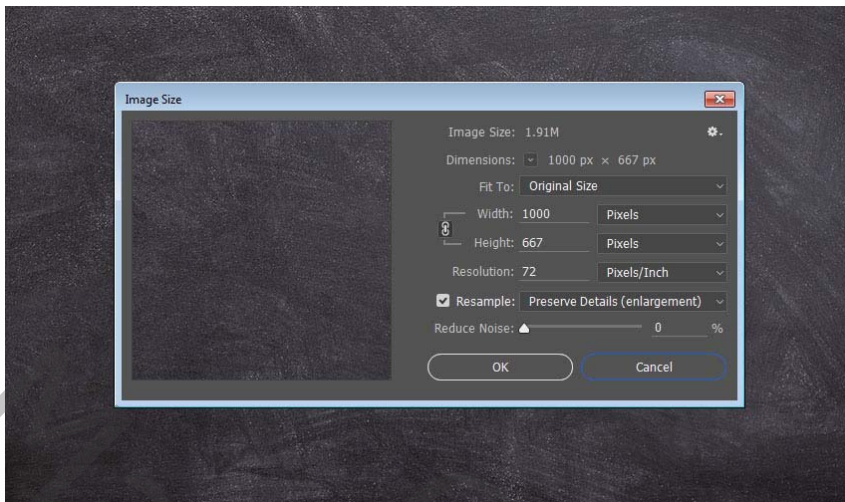 Image Size
Image Size: 1.91M
Dimensions: 1000 px × 667 px
Fit To: Original Size
Width: 1000 Pixels
Height: 667 Pixels
Resolution: 72 Pixels/Inch
Resample: Preserve Details (enlargement)
Reduce Noise: 0 %
OK Cancel